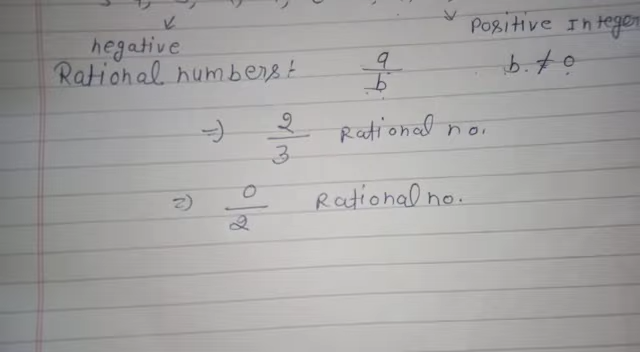 Positive Integer
negative
Rational numbers: a/b b ≠ 0
⇒ 2/3 Rational no.
⇒ 0/2 Rational no.